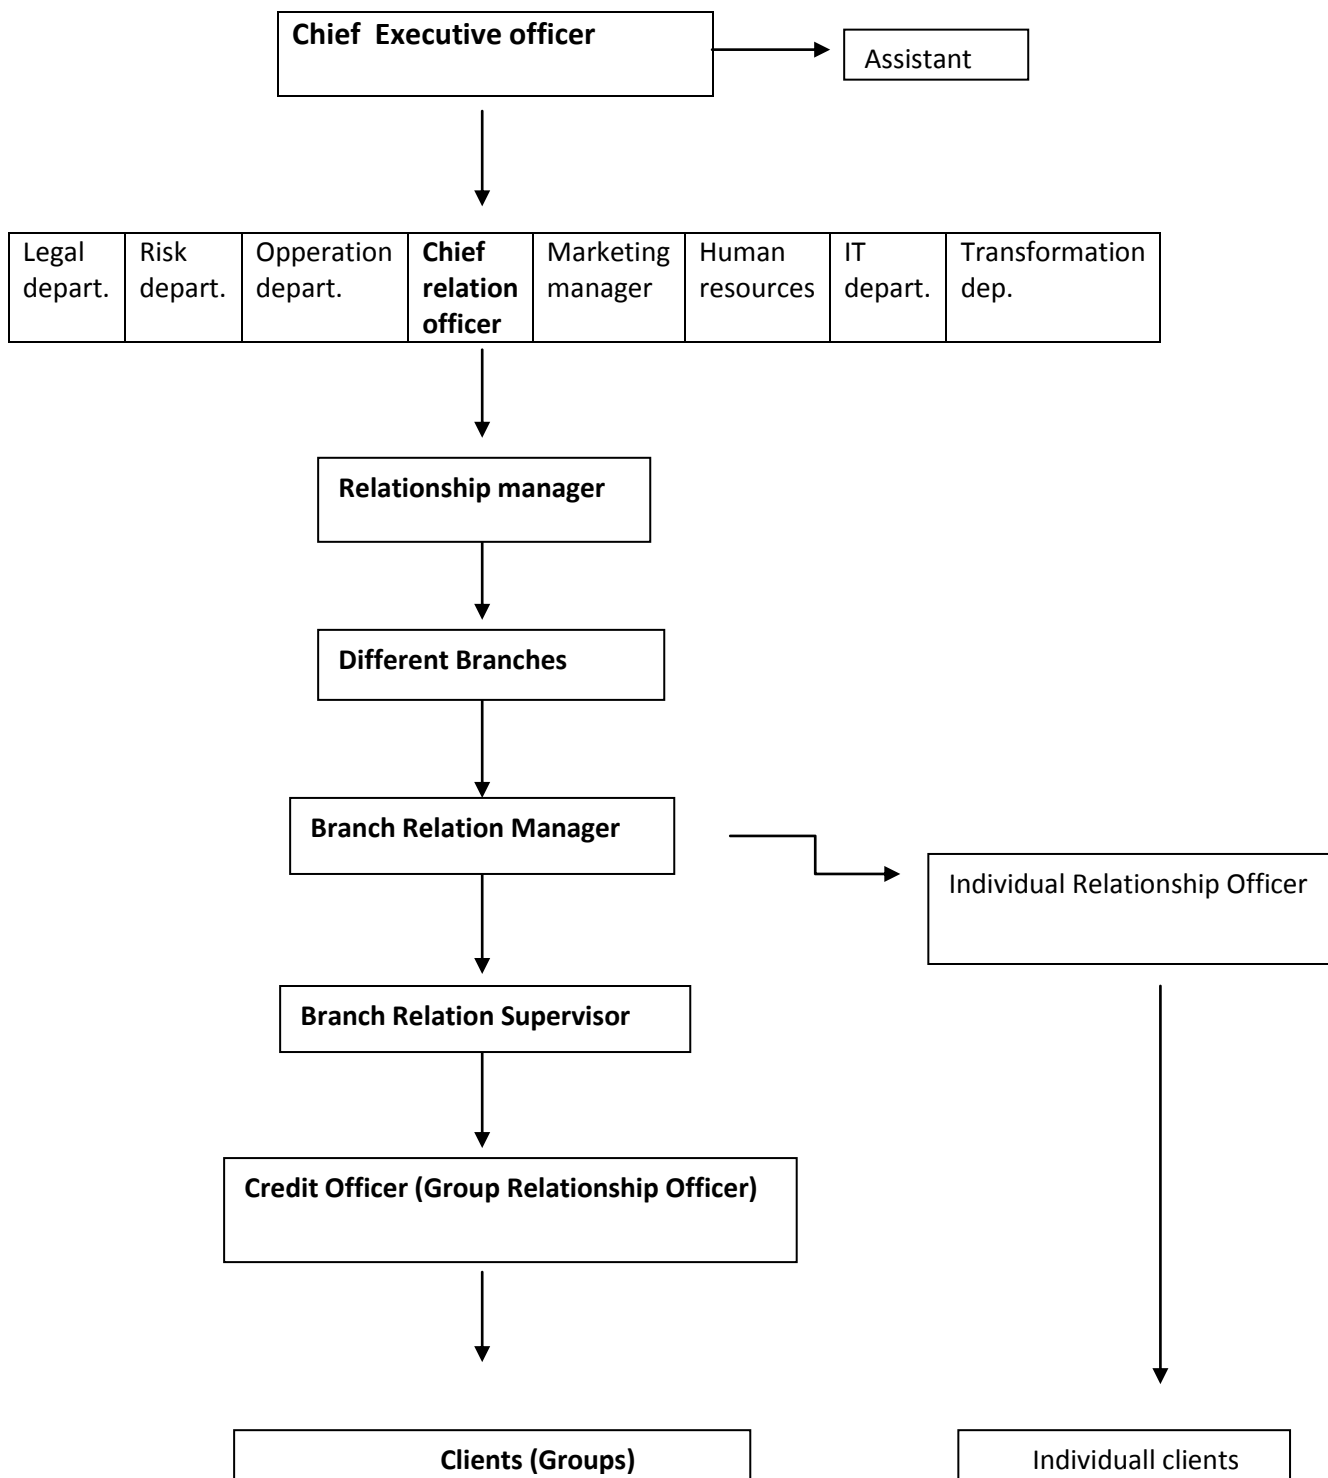 Chief  Executive officer
Assistant
Legal depart.
Risk depart.
Opperation depart.
Chief relation officer
Marketing manager
Human resources
IT depart.
Transformation dep.
Relationship manager
Different Branches
Branch Relation Manager
Individual Relationship Officer
Branch Relation Supervisor
Credit Officer (Group Relationship Officer)
Clients (Groups)
Individuall clients